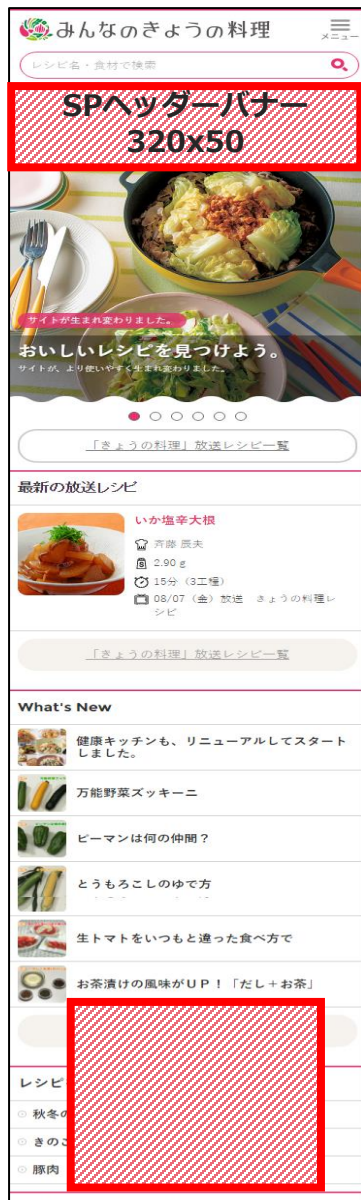 みんなのきょうの料理
メニュー
レシピ名・食材で検索
SPヘッダーバナー
320x50
サイトが生まれ変わりました。
おいしいレシピを見つけよう。
サイトが、より使いやすく生まれ変わりました。
「きょうの料理」放送レシピ一覧
最新の放送レシピ
いか塩辛大根
斉藤 辰夫
2.90 g
15分（3工程）
08/07（金）放送　きょうの料理レ
シピ
「きょうの料理」放送レシピ一覧
What's New
健康キッチンも、リニューアルしてスタート
しました。
万能野菜ズッキーニ
ピーマンは何の仲間？
とうもろこしのゆで方
生トマトをいつもと違った食べ方で
お茶漬けの風味がＵＰ！「だし＋お茶」
レシピ
秋冬の
きのこ
豚肉